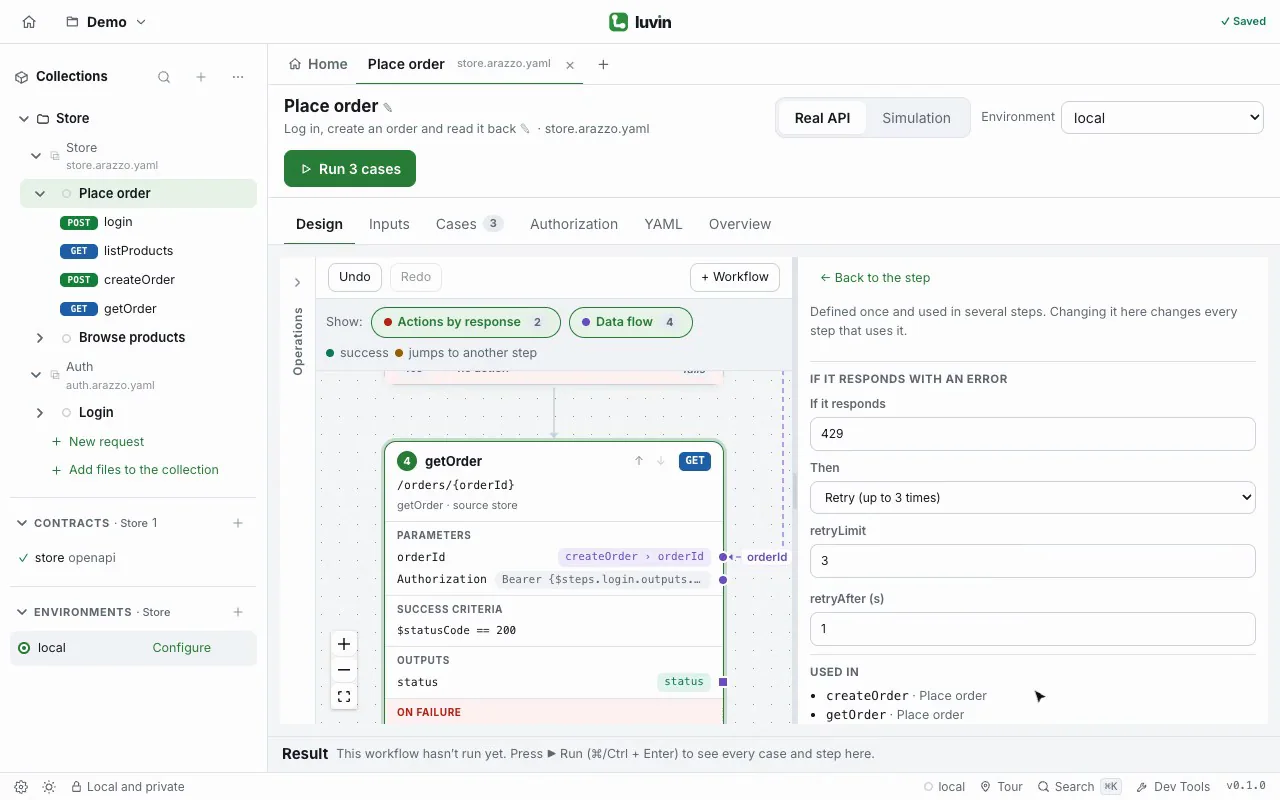 Demo
luvin
Saved
Collections
Store
Store
store.arazzo.yaml
Place order
POST login
GET listProducts
POST createOrder
GET getOrder
Browse products
Auth
auth.arazzo.yaml
Login
+ New request
+ Add files to the collection
CONTRACTS · Store 1
store openapi
ENVIRONMENTS · Store
local Configure
Home
Place order store.arazzo.yaml
Place order
Log in, create an order and read it back · store.arazzo.yaml
Real API Simulation
Environment local
Run 3 cases
Design Inputs Cases 3 Authorization YAML Overview
Operations
Undo Redo + Workflow
Show: Actions by response 2 Data flow 4
success jumps to another step
4 getOrder GET
/orders/{orderId}
getOrder · source store
PARAMETERS
orderId createOrder › orderId
orderId
Authorization Bearer {$steps.login.outputs.…
SUCCESS CRITERIA
$statusCode == 200
OUTPUTS
status status
ON FAILURE
← Back to the step
Defined once and used in several steps. Changing it here changes every
step that uses it.
IF IT RESPONDS WITH AN ERROR
If it responds
429
Then
Retry (up to 3 times)
retryLimit
3
retryAfter (s)
1
USED IN
• createOrder · Place order
• getOrder · Place order
Result This workflow hasn't run yet. Press ▶ Run (⌘/Ctrl + Enter) to see every case and step here.
Local and private
local Tour Search ⌘K Dev Tools v0.1.0